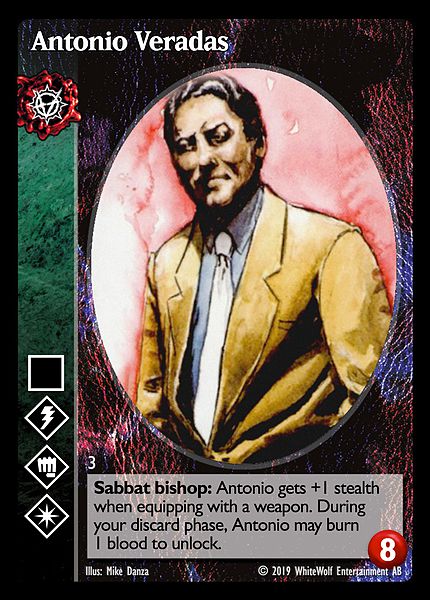 Antonio Veradas
3
Sabbat bishop: Antonio gets +1 stealth
when equipping with a weapon. During
your discard phase, Antonio may burn
1 blood to unlock.
8
Illus: Mike Danza © 2019 WhiteWolf Entertainment AB